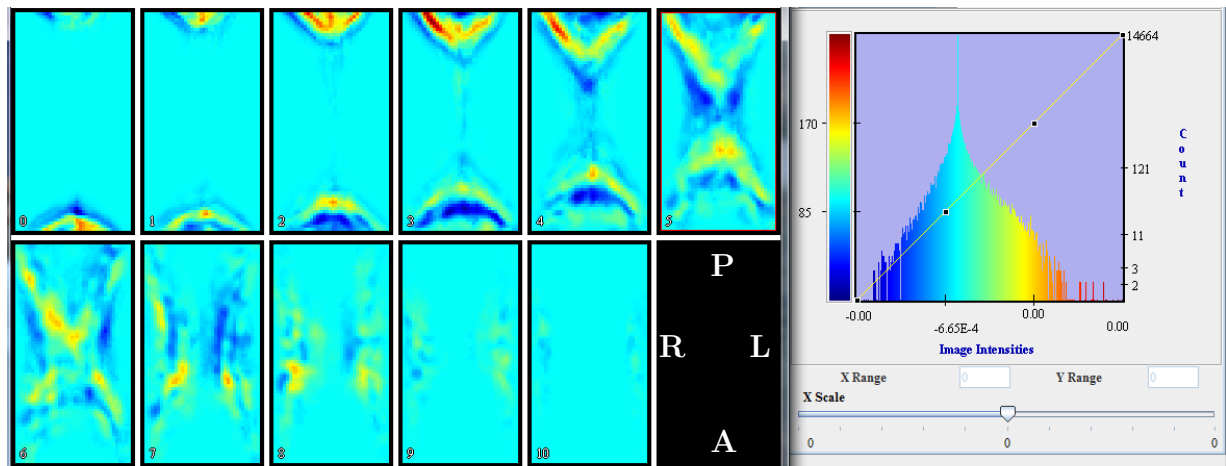 0
1
2
3
4
5
6
7
8
9
10
P
R L
A
14664
170
121
85
11
3
2
-0.00
0.00
0.00
-6.65E-4
Image Intensities
Count
X Range 0 Y Range 0
X Scale
0 0 0